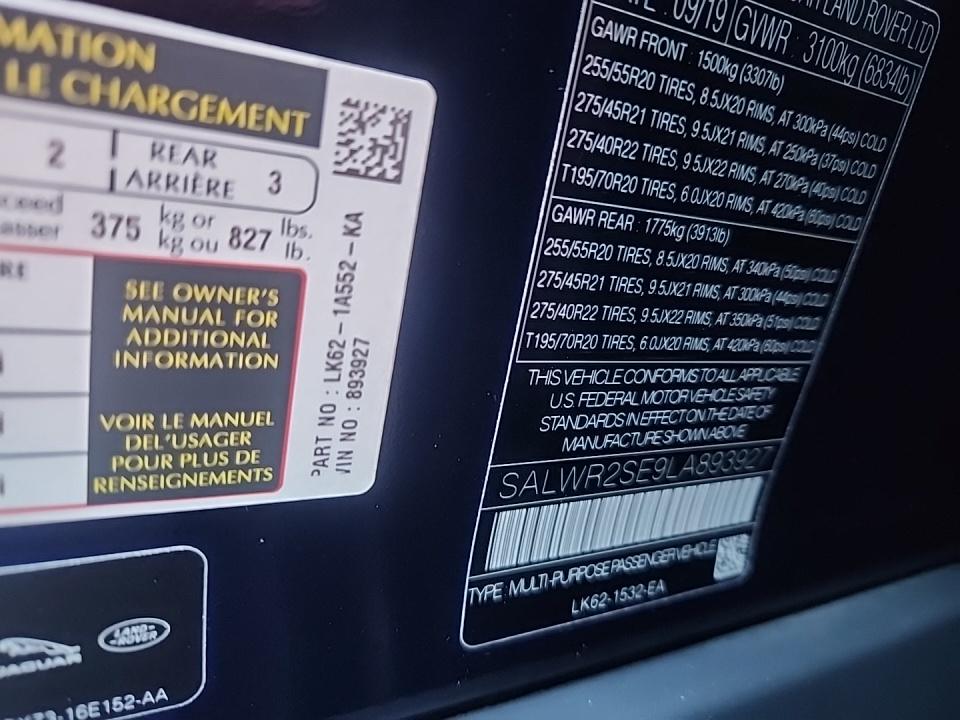 MATION
LE CHARGEMENT
2
REAR
ARRIÈRE
3
375
kg or
kg ou
827
lbs.
lb.
SEE OWNER'S
MANUAL FOR
ADDITIONAL
INFORMATION
VOIR LE MANUEL
DEL'USAGER
POUR PLUS DE
RENSEIGNEMENTS
PART NO : LK62-1A552-KA
VIN NO : 893927
JAGUAR
LAND-
-ROVER
-16E152-AA
LAND ROVER LTD
09/19
GVWR : 3100kg (6834lb)
GAWR FRONT : 1500kg (3307lb)
255/55R20 TIRES, 8.5JX20 RIMS, AT 300kPa (44psi) COLD
275/45R21 TIRES, 9.5JX21 RIMS, AT 250kPa (37psi) COLD
275/40R22 TIRES, 9.5JX22 RIMS, AT 270kPa (40psi) COLD
T195/70R20 TIRES, 6.0JX20 RIMS, AT 420kPa (60psi) COLD
GAWR REAR : 1775kg (3913lb)
255/55R20 TIRES, 8.5JX20 RIMS, AT 340kPa (50psi) COLD
275/45R21 TIRES, 9.5JX21 RIMS, AT 300kPa (44psi) COLD
275/40R22 TIRES, 9.5JX22 RIMS, AT 350kPa (51psi) COLD
T195/70R20 TIRES, 6.0JX20 RIMS, AT 420kPa (60psi) COLD
THIS VEHICLE CONFORMS TO ALL APPLICABLE
U.S. FEDERAL MOTOR VEHICLE SAFETY
STANDARDS IN EFFECT ON THE DATE OF
MANUFACTURE SHOWN ABOVE
SALWR2SE9LA893927
TYPE : MULTI-PURPOSE PASSENGER VEHICLE
LK62-1532-EA